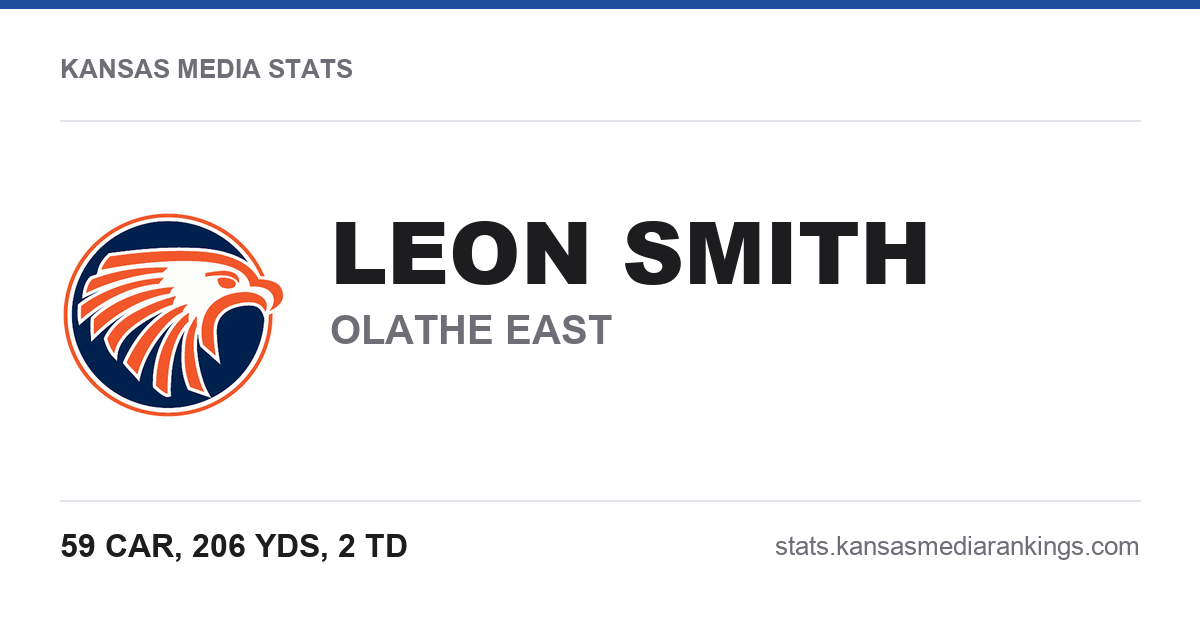 KANSAS MEDIA STATS
LEON SMITH
OLATHE EAST
59 CAR, 206 YDS, 2 TD
stats.kansasmediarankings.com